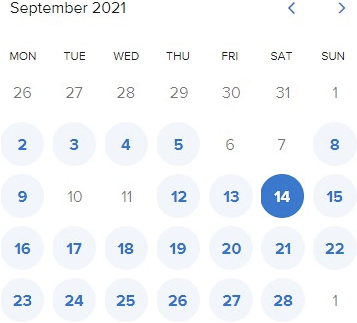 September 2021
MON TUE WED THU FRI SAT SUN
26 27 28 29 30 31 1
2 3 4 5 6 7 8
9 10 11 12 13 14 15
16 17 18 19 20 21 22
23 24 25 26 27 28 1